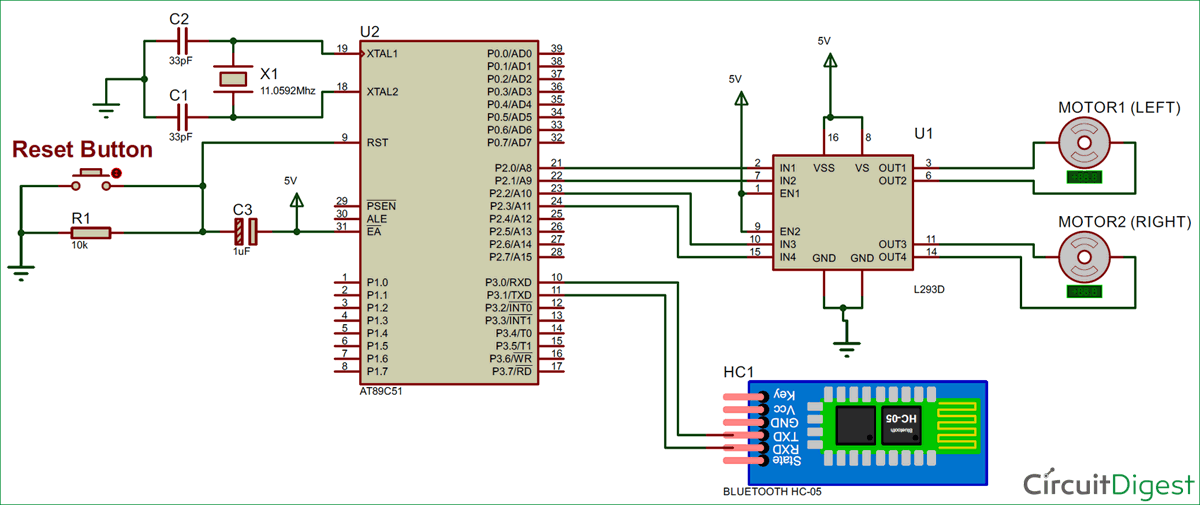 C2
33pF
C1
33pF
X1
11.0592Mhz
Reset Button
R1
10k
C3
1uF
5V
U2
19 XTAL1
18 XTAL2
9 RST
29 PSEN
30 ALE
31 EA
1 P1.0
2 P1.1
3 P1.2
4 P1.3
5 P1.4
6 P1.5
7 P1.6
8 P1.7
P0.0/AD0 39
P0.1/AD1 38
P0.2/AD2 37
P0.3/AD3 36
P0.4/AD4 35
P0.5/AD5 34
P0.6/AD6 33
P0.7/AD7 32
P2.0/A8 21
P2.1/A9 22
P2.2/A10 23
P2.3/A11 24
P2.4/A12 25
P2.5/A13 26
P2.6/A14 27
P2.7/A15 28
P3.0/RXD 10
P3.1/TXD 11
P3.2/INT0 12
P3.3/INT1 13
P3.4/T0 14
P3.5/T1 15
P3.6/WR 16
P3.7/RD 17
AT89C51
5V
5V
U1
16 8
VSS VS
2 IN1
7 IN2
1 EN1
9 EN2
10 IN3
15 IN4
OUT1 3
OUT2 6
OUT3 11
OUT4 14
GND GND
L293D
MOTOR1 (LEFT)
MOTOR2 (RIGHT)
HC1
Key
Vcc
GND
TXD
RXD
State
Bluetooth
HC-05
BLUETOOTH HC-05
CircuitDigest